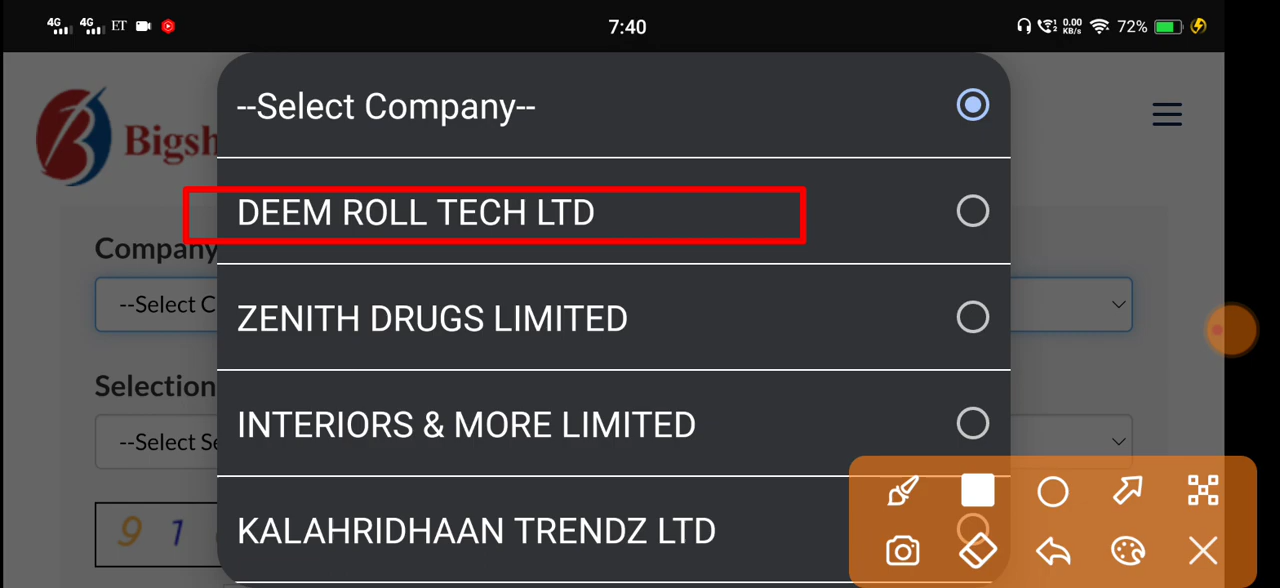 4G 4G ET 7:40 0.00 KB/s 72%
--Select Company--
Bigsh
DEEM ROLL TECH LTD
Company
--Select C
ZENITH DRUGS LIMITED
Selection
--Select Se
INTERIORS & MORE LIMITED
9 1
KALAHRIDHAAN TRENDZ LTD